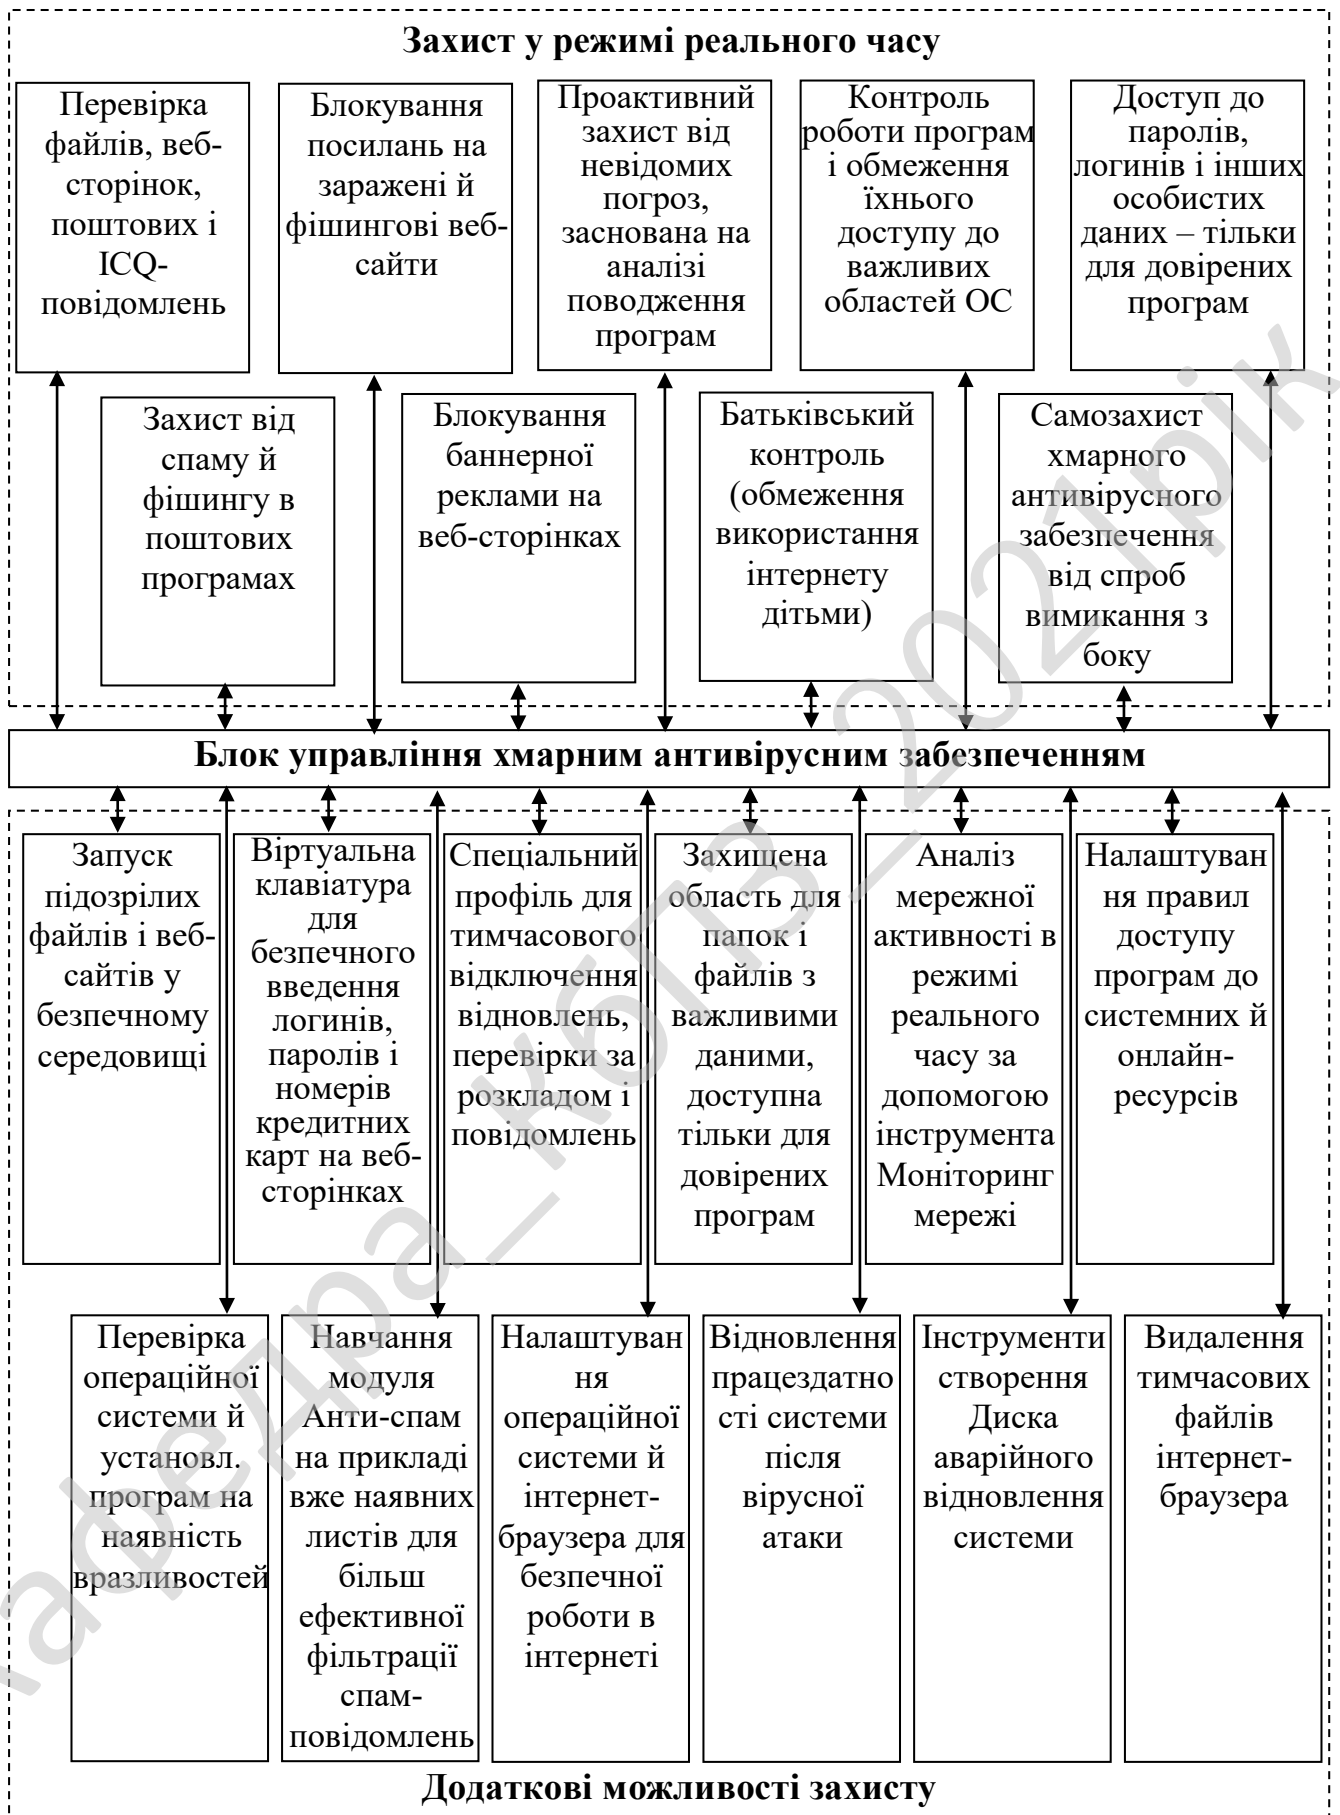 Захист у режимі реального часу
Перевірка
файлів, веб-
сторінок,
поштових і
ICQ-
повідомлень
Блокування
посилань на
заражені й
фішингові веб-
сайти
Проактивний
захист від
невідомих
погроз,
заснована на
аналізі
поводження
програм
Контроль
роботи програм
і обмеження
їхнього
доступу до
важливих
областей ОС
Доступ до
паролів,
логинів і інших
особистих
даних – тільки
для довірених
програм
Захист від
спаму й
фішингу в
поштових
програмах
Блокування
баннерної
реклами на
веб-сторінках
Батьківський
контроль
(обмеження
використання
інтернету
дітьми)
Самозахист
хмарного
антивірусного
забезпечення
від спроб
вимикання з
боку
Блок управління хмарним антивірусним забезпеченням
Запуск
підозрілих
файлів і веб-
сайтів у
безпечному
середовищі
Віртуальна
клавіатура
для
безпечного
введення
логинів,
паролів і
номерів
кредитних
карт на веб-
сторінках
Спеціальний
профіль для
тимчасового
відключення
відновлень,
перевірки за
розкладом і
повідомлень
Захищена
область для
папок і
файлів з
важливими
даними,
доступна
тільки для
довірених
програм
Аналіз
мережної
активності в
режимі
реального
часу за
допомогою
інструмента
Моніторинг
мережі
Налаштуван
ня правил
доступу
програм до
системних й
онлайн-
ресурсів
Перевірка
операційної
системи й
установл.
програм на
наявність
вразливостей
Навчання
модуля
Анти-спам
на прикладі
вже наявних
листів для
більш
ефективної
фільтрації
спам-
повідомлень
Налаштуван
ня
операційної
системи й
інтернет-
браузера для
безпечної
роботи в
інтернеті
Відновлення
працездатно
сті системи
після
вірусної
атаки
Інструменти
створення
Диска
аварійного
відновлення
системи
Видалення
тимчасових
файлів
інтернет-
браузера
Додаткові можливості захисту
кафедра_КбПЗ_2021рік